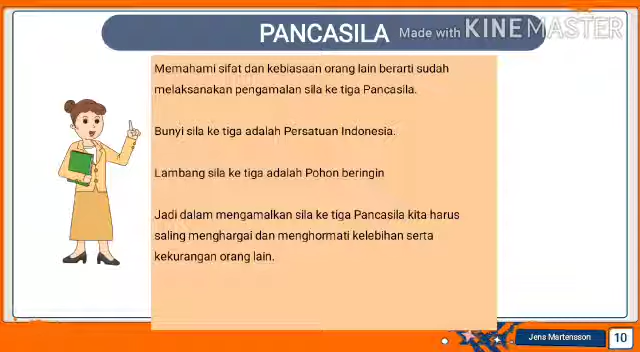 PANCASILA
Made with KINEMASTER
Memahami sifat dan kebiasaan orang lain berarti sudah
melaksanakan pengamalan sila ke tiga Pancasila.
Bunyi sila ke tiga adalah Persatuan Indonesia.
Lambang sila ke tiga adalah Pohon beringin
Jadi dalam mengamalkan sila ke tiga Pancasila kita harus
saling menghargai dan menghormati kelebihan serta
kekurangan orang lain.
Jens Martensson
10